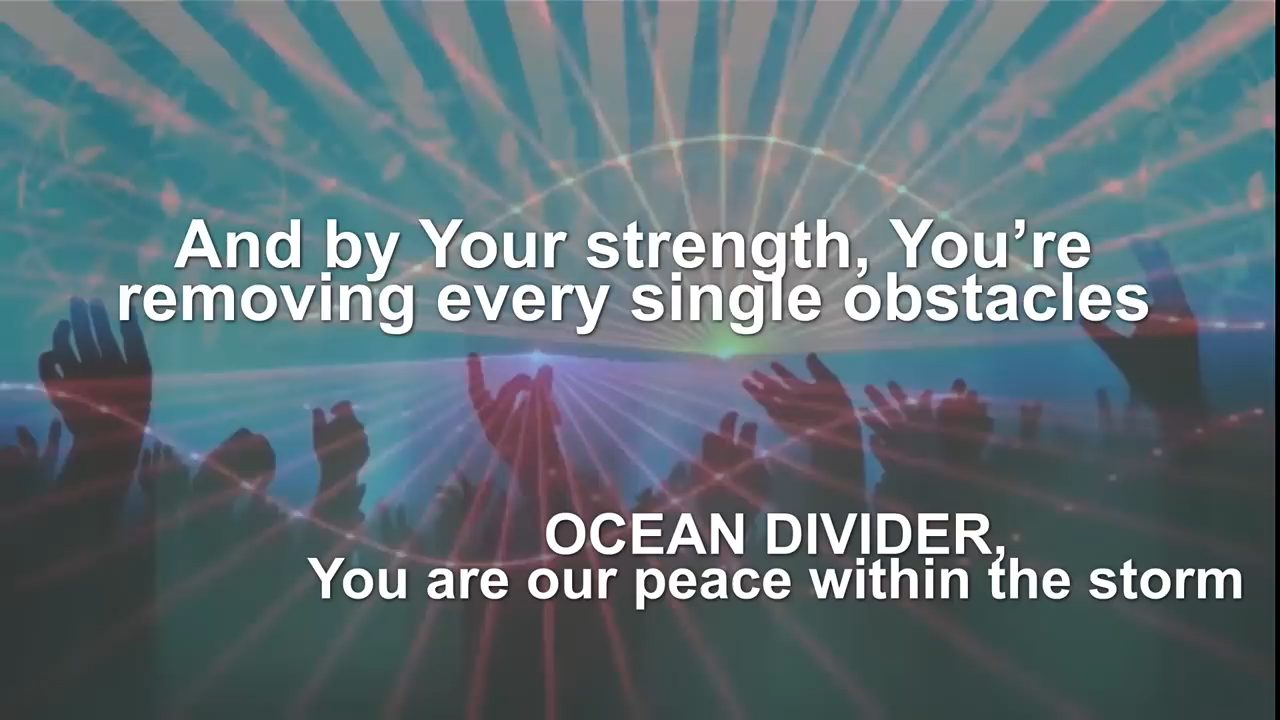 And by Your strength, You’re
removing every single obstacles
OCEAN DIVIDER,
You are our peace within the storm